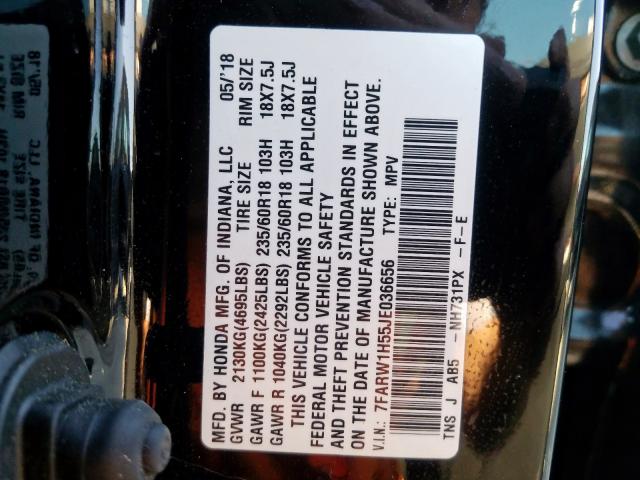 MFD. BY HONDA MFG. OF INDIANA, LLC 05/'18
GVWR 2130KG(4695LBS) TIRE SIZE RIM SIZE
GAWR F 1100KG(2425LBS) 235/60R18 103H 18X7.5J
GAWR R 1040KG(2292LBS) 235/60R18 103H 18X7.5J
THIS VEHICLE CONFORMS TO ALL APPLICABLE
FEDERAL MOTOR VEHICLE SAFETY
AND THEFT PREVENTION STANDARDS IN EFFECT
ON THE DATE OF MANUFACTURE SHOWN ABOVE.
V.I.N.: 7FARW1H55JE036656 TYPE: MPV
TNS J AB5 -NH731PX -F-E